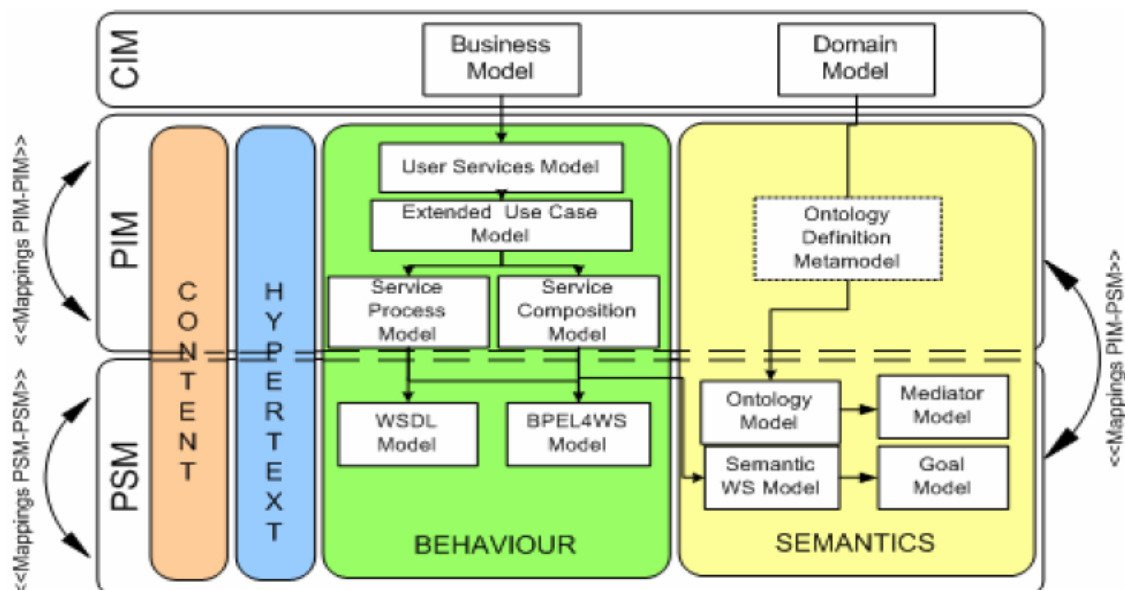 CIM
Business
Model
Domain
Model
<<Mappings PIM-PIM>>
PIM
CONTENT
HYPERTEXT
User Services Model
Extended Use Case
Model
Service
Process
Model
Service
Composition
Model
Ontology
Definition
Metamodel
<<Mappings PIM-PSM>>
<<Mappings PSM-PSM>>
PSM
WSDL
Model
BPEL4WS
Model
Ontology
Model
Mediator
Model
Semantic
WS Model
Goal
Model
BEHAVIOUR
SEMANTICS